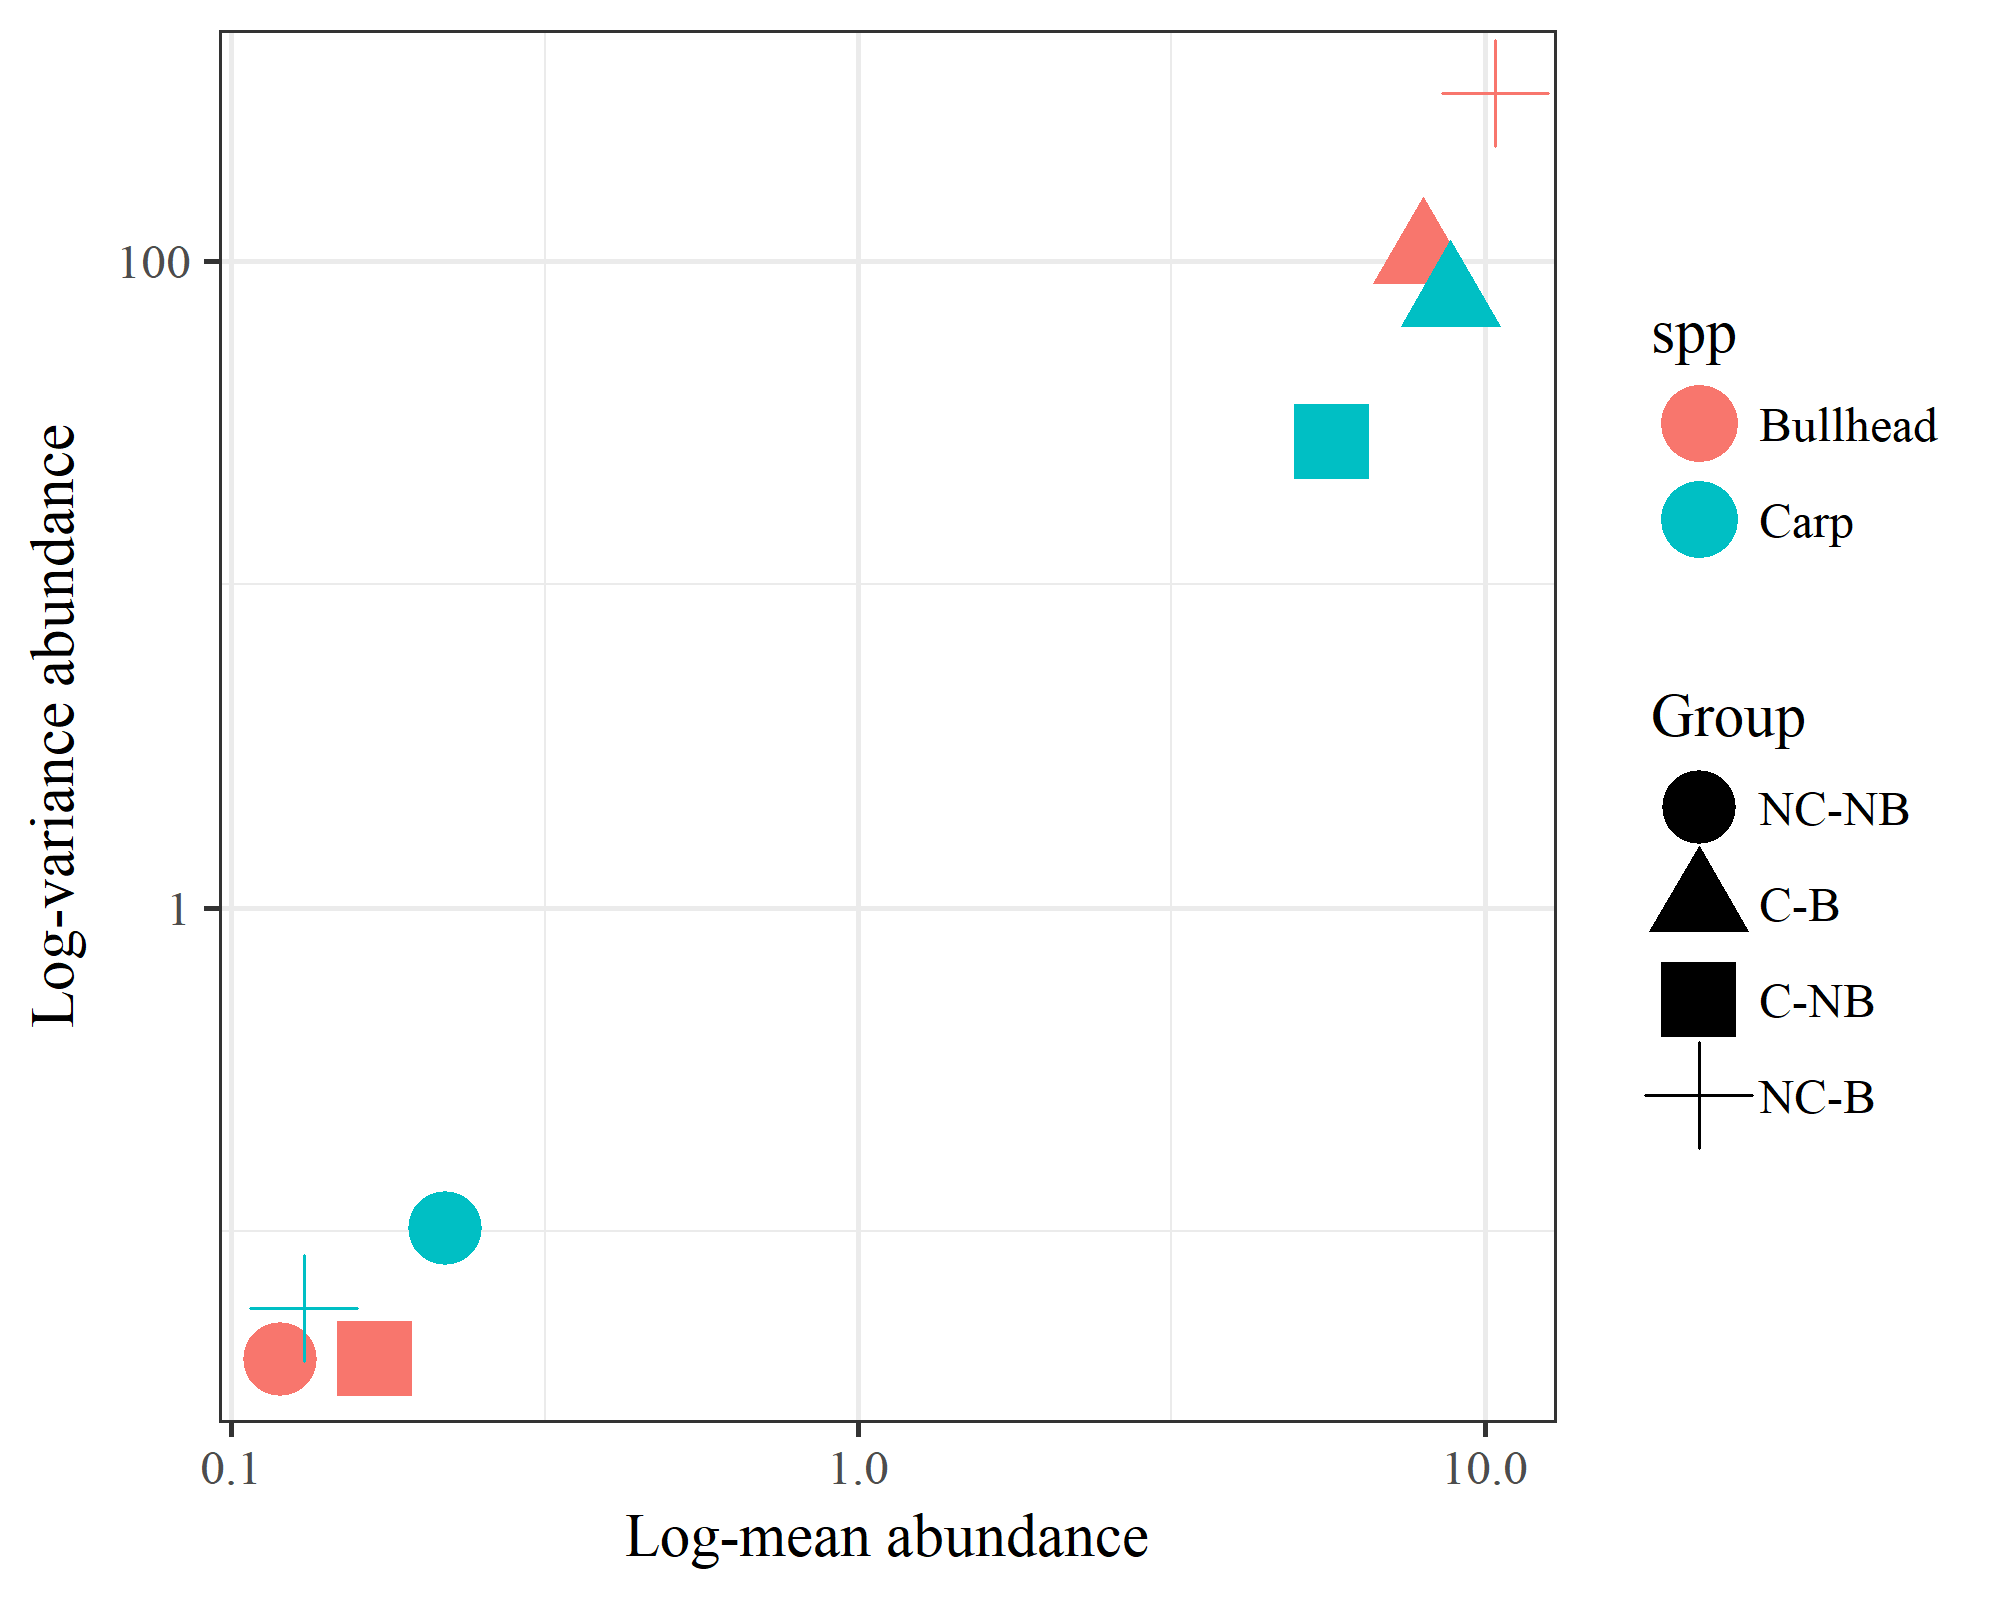 100
1
Log-variance abundance
0.1
1.0
10.0
Log-mean abundance
spp
Bullhead
Carp
Group
NC-NB
C-B
C-NB
NC-B